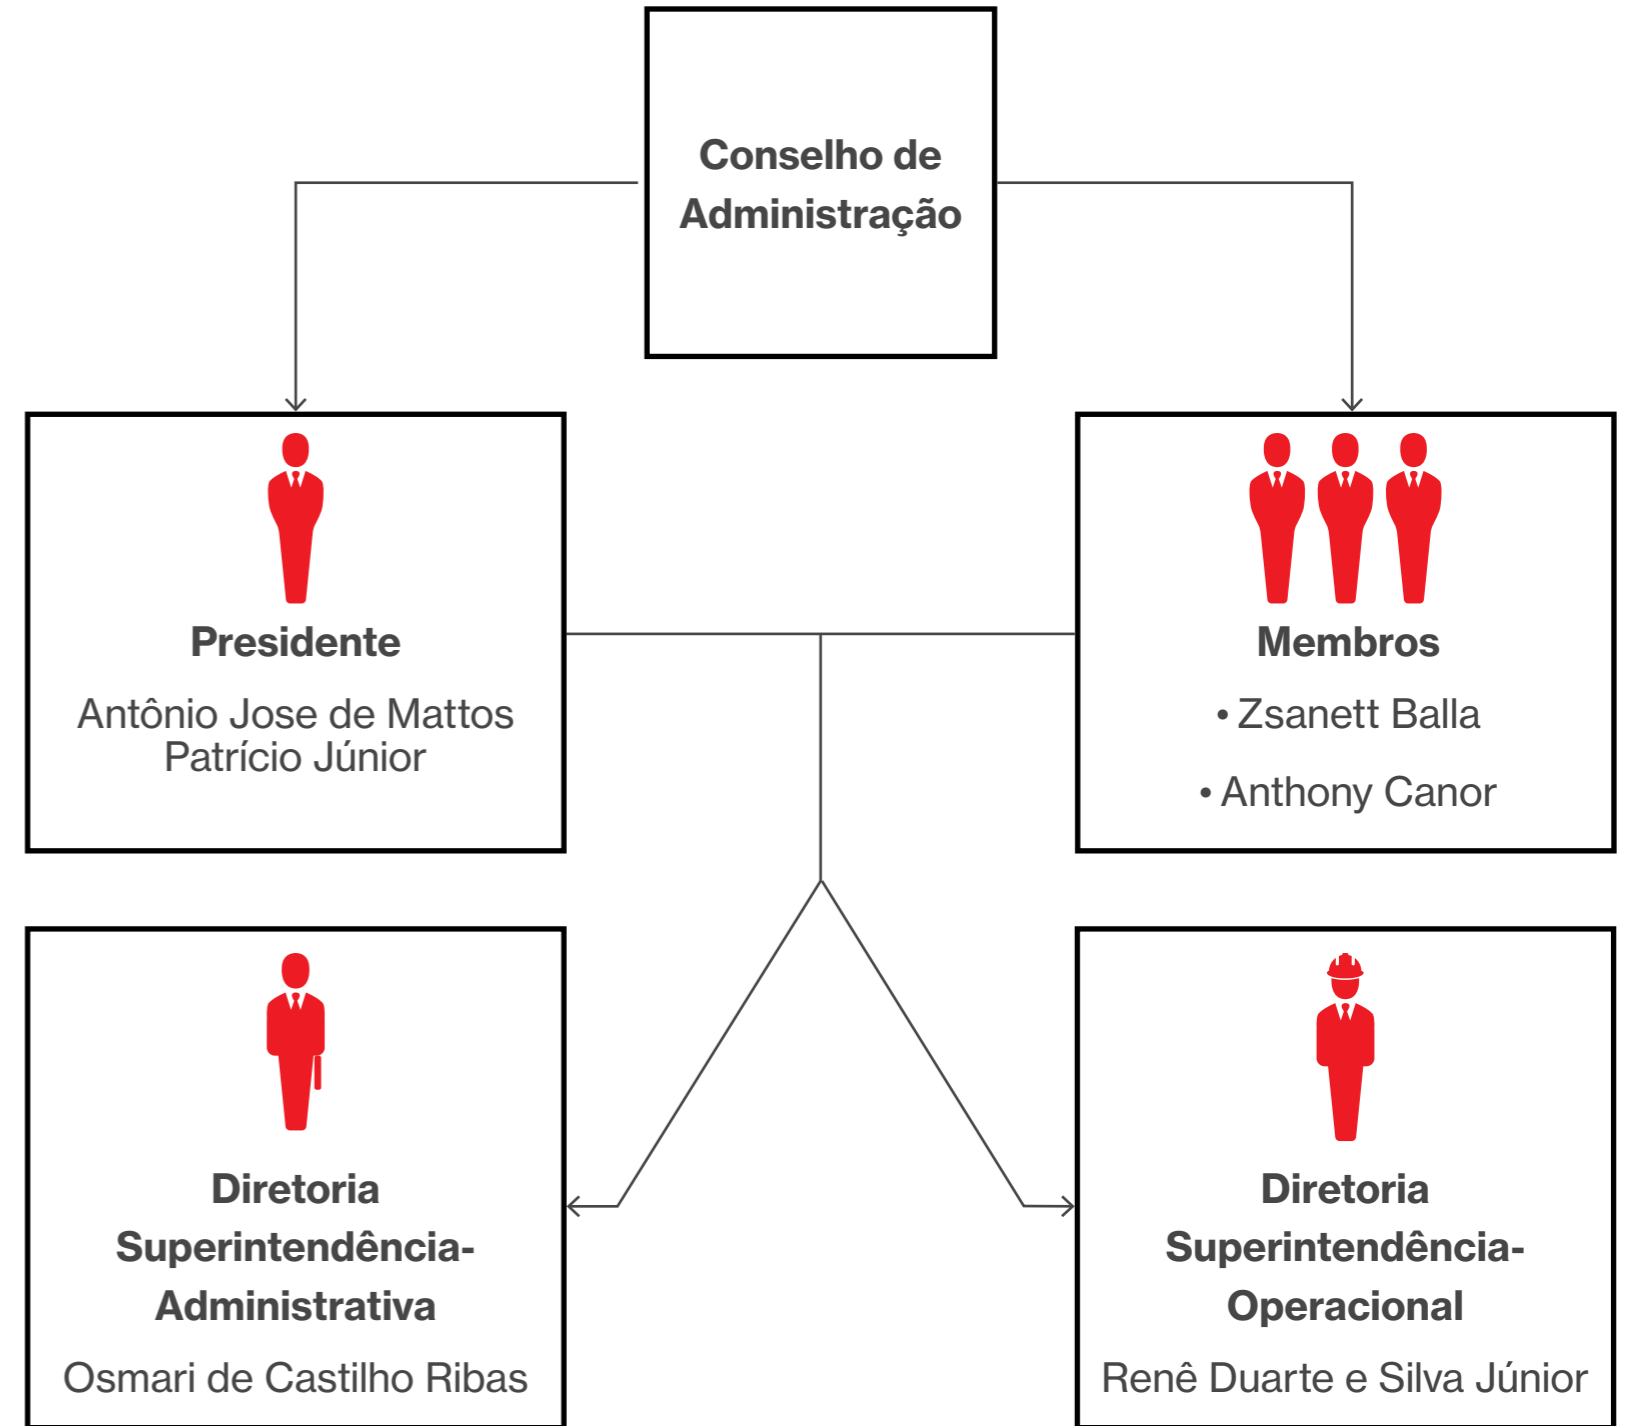 Conselho de
Administração
Presidente
Antônio Jose de Mattos
Patrício Júnior
Membros
• Zsanett Balla
• Anthony Canor
Diretoria
Superintendência-
Administrativa
Osmari de Castilho Ribas
Diretoria
Superintendência-
Operacional
Renê Duarte e Silva Júnior